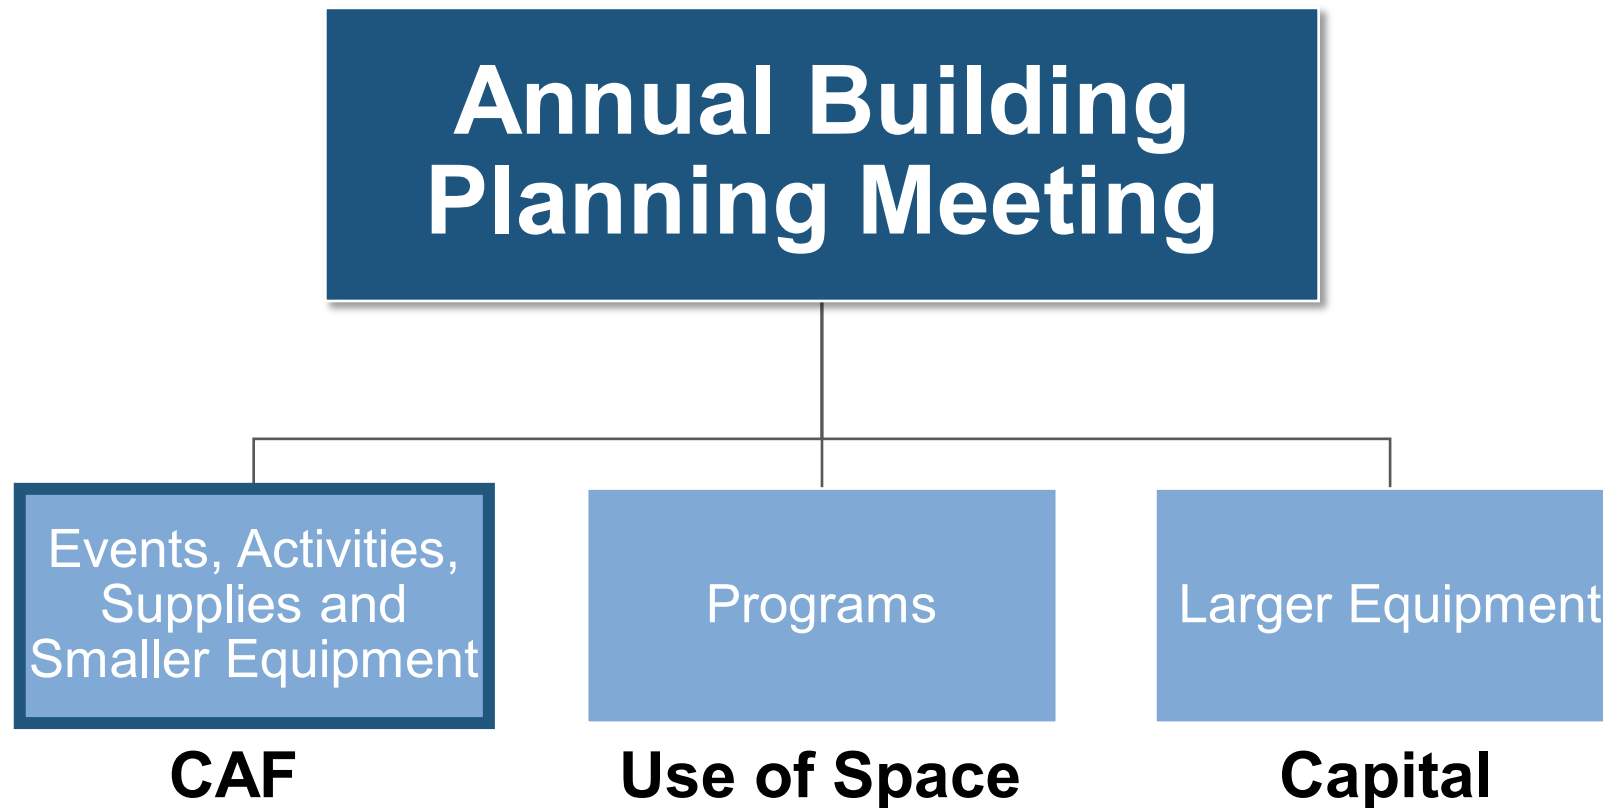 Annual Building
Planning Meeting
Events, Activities,
Supplies and
Smaller Equipment
Programs
Larger Equipment
CAF
Use of Space
Capital